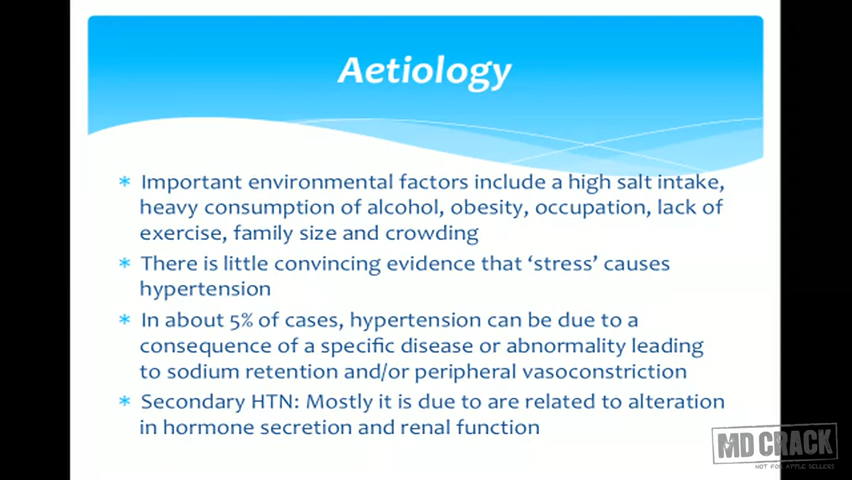 Aetiology
* Important environmental factors include a high salt intake,
heavy consumption of alcohol, obesity, occupation, lack of
exercise, family size and crowding
* There is little convincing evidence that ‘stress’ causes
hypertension
* In about 5% of cases, hypertension can be due to a
consequence of a specific disease or abnormality leading
to sodium retention and/or peripheral vasoconstriction
* Secondary HTN: Mostly it is due to are related to alteration
in hormone secretion and renal function
MD CRACK
NOT FOR APPLE SELLERS